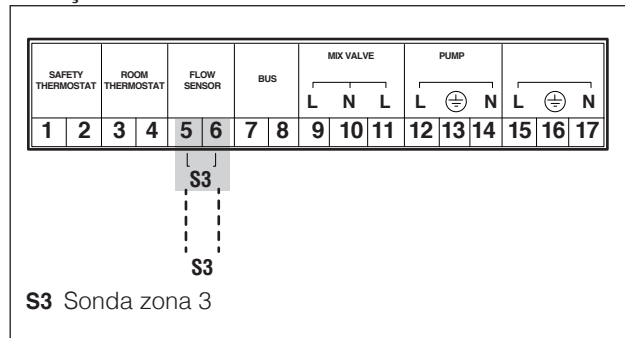 SAFETY THERMOSTAT ROOM THERMOSTAT FLOW SENSOR BUS MIX VALVE PUMP
L N L L N L N
1 2 3 4 5 6 7 8 9 10 11 12 13 14 15 16 17
S3
S3
S3 Sonda zona 3